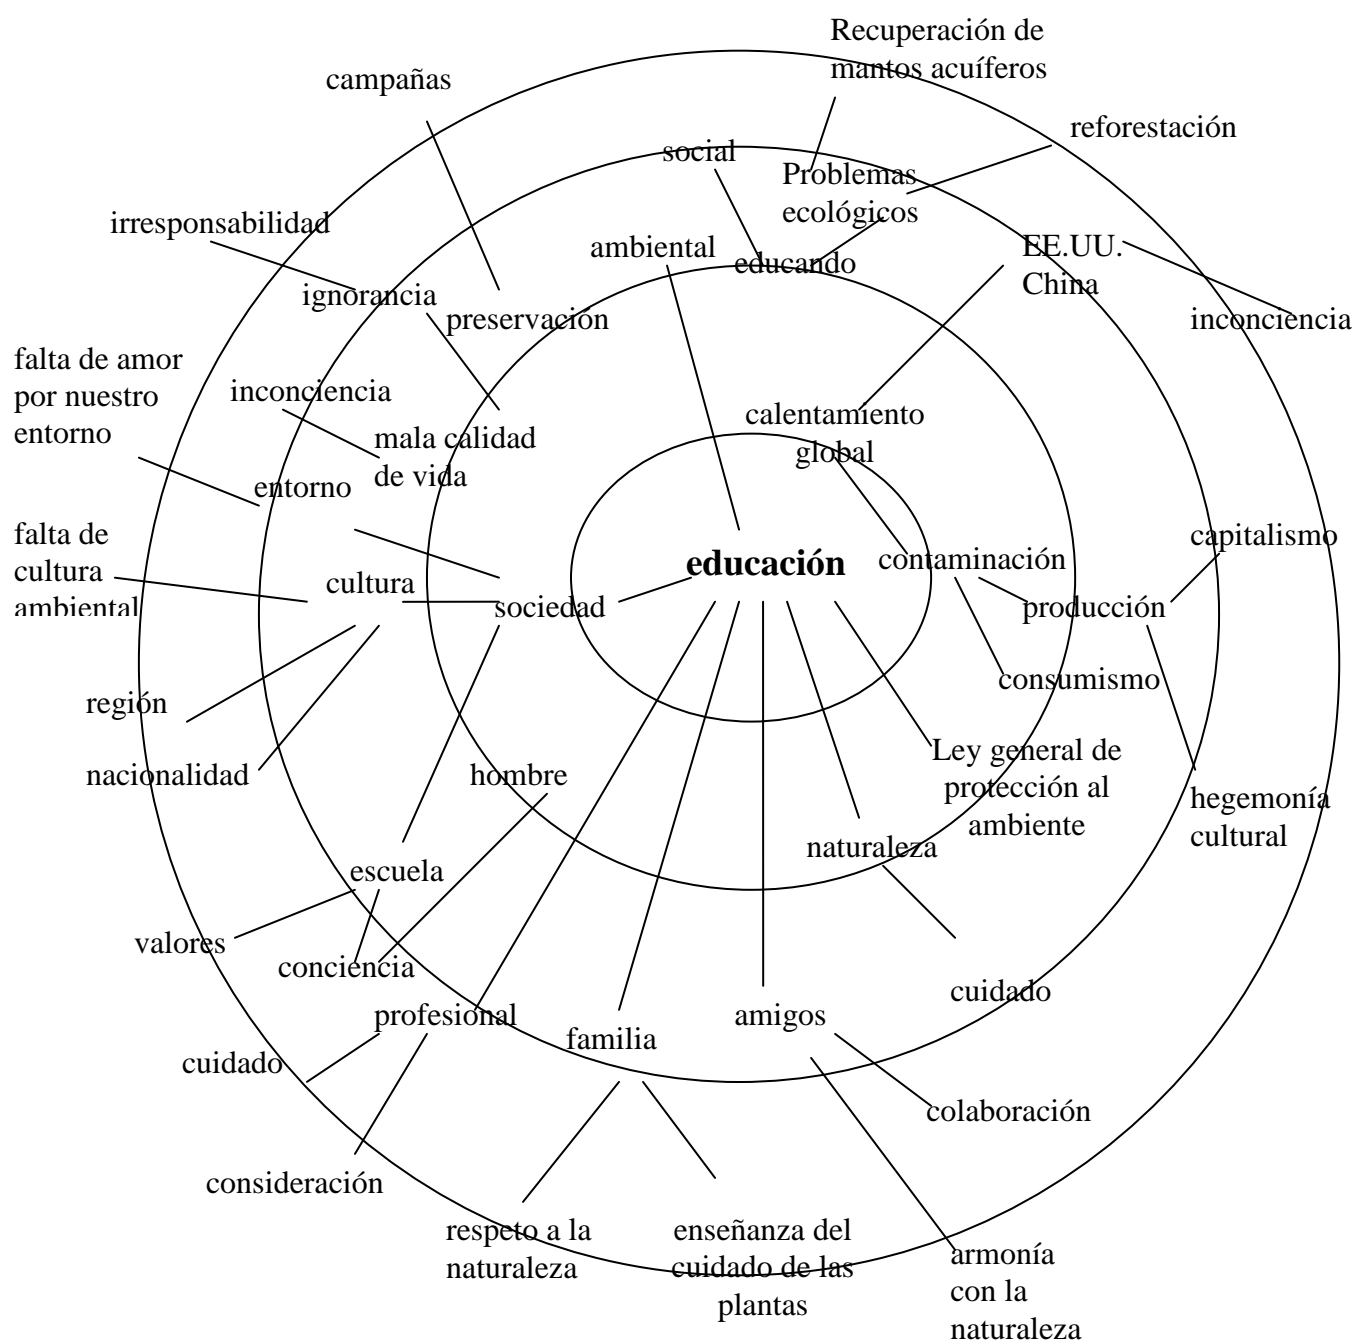 Recuperación de
mantos acuíferos
campañas
reforestación
social
Problemas
ecológicos
irresponsabilidad
ambiental
educando
EE.UU.
China
ignorancia
preservación
inconciencia
falta de amor
por nuestro
entorno
inconciencia
calentamiento
global
mala calidad
de vida
entorno
falta de
cultura
ambiental
cultura
educación
contaminación
capitalismo
sociedad
producción
consumismo
región
nacionalidad
hombre
Ley general de
protección al
ambiente
hegemonía
cultural
naturaleza
escuela
valores
conciencia
cuidado
profesional
familia
amigos
cuidado
colaboración
consideración
respeto a la
naturaleza
enseñanza del
cuidado de las
plantas
armonía
con la
naturaleza